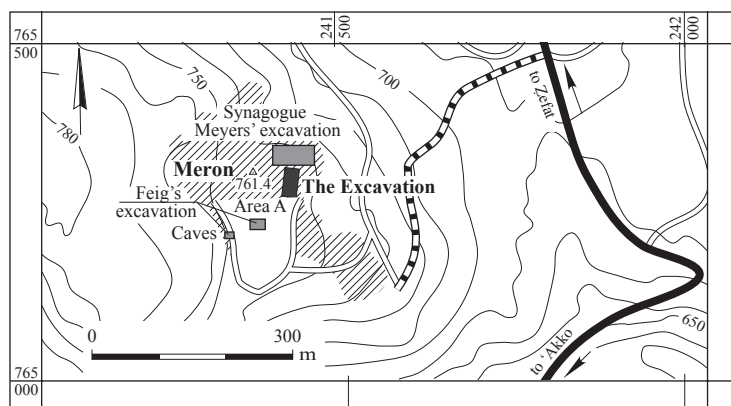 241
500
242
000
765
500
750
700
780
to Ẓefat
Synagogue
Meyers' excavation
Meron
761.4
The Excavation
Feig's
excavation
Area A
Caves
0
300
m
650
to 'Akko
765
000